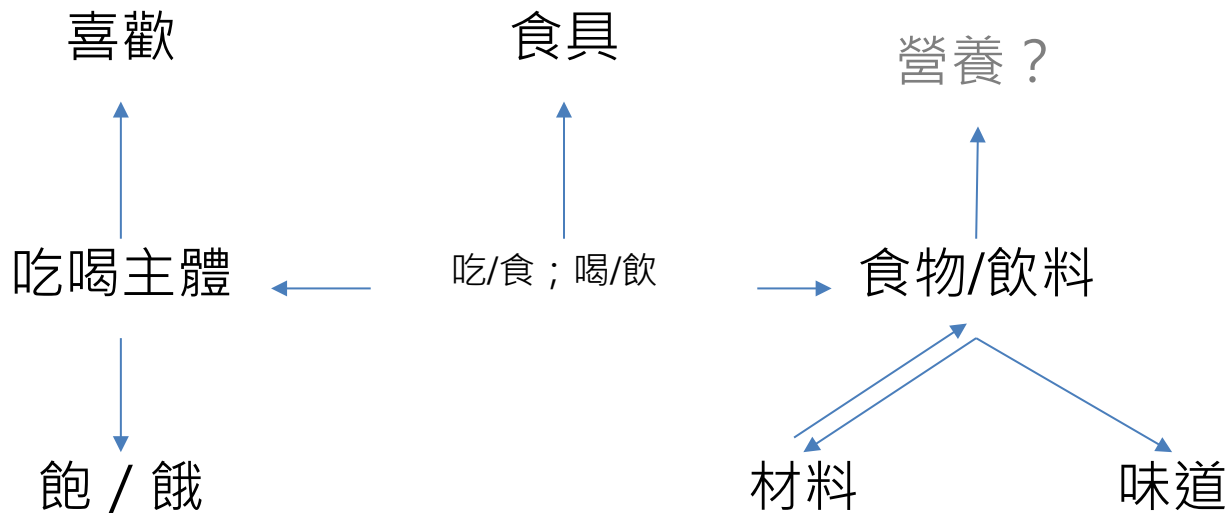 喜歡
食具
營養？
吃喝主體
吃/食；喝/飲
食物/飲料
飽 / 餓
材料
味道